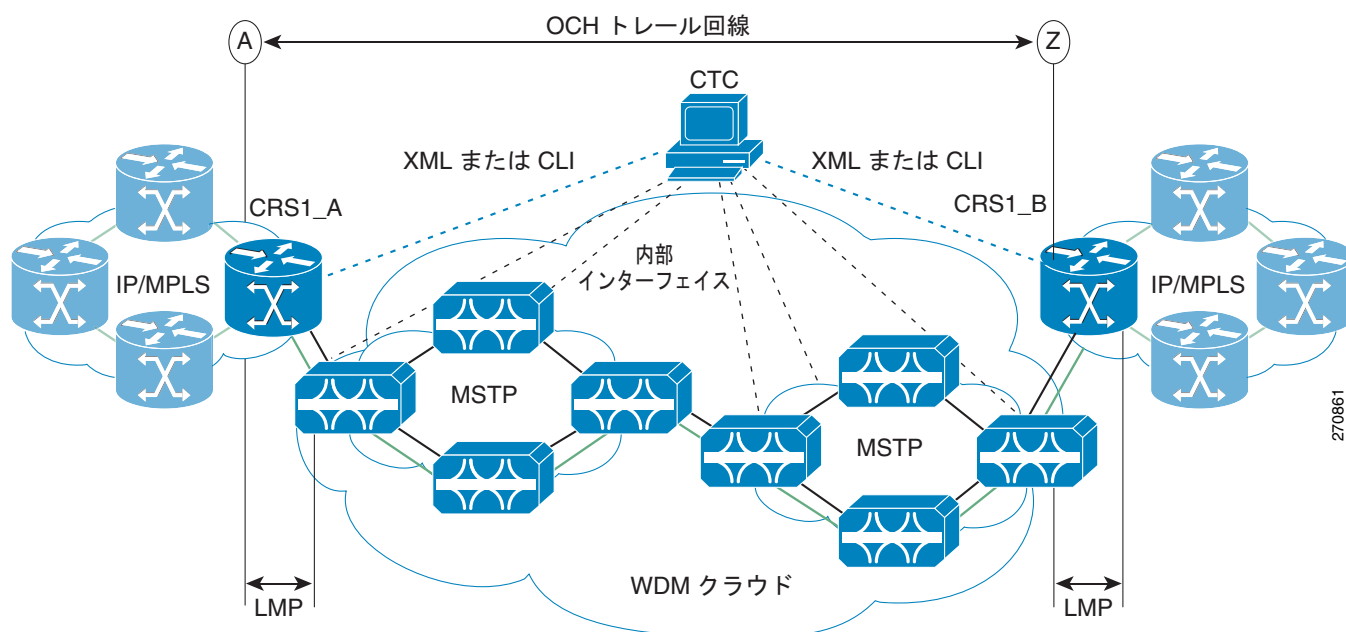 OCH トレール回線
A
Z
CTC
XML または CLI
XML または CLI
CRS1_A
CRS1_B
内部
インターフェイス
IP/MPLS
IP/MPLS
MSTP
MSTP
270861
WDM クラウド
LMP
LMP